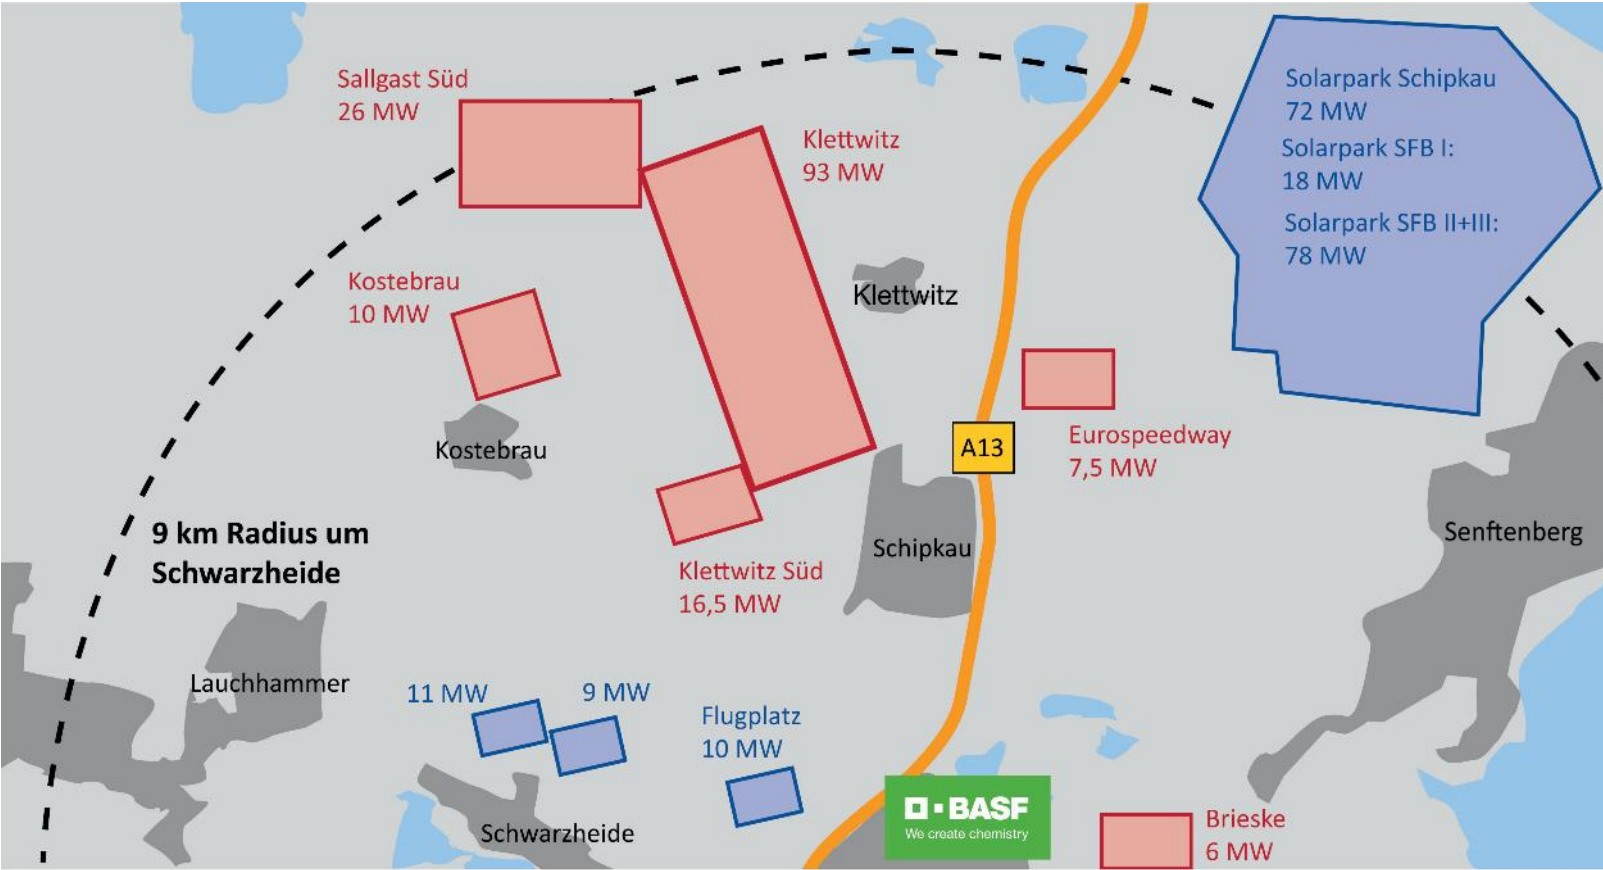 Sallgast Süd
26 MW
Klettwitz
93 MW
Solarpark Schipkau
72 MW
Solarpark SFB I:
18 MW
Solarpark SFB II+III:
78 MW
Kostebrau
10 MW
Klettwitz
Kostebrau
A13
Eurospeedway
7,5 MW
9 km Radius um
Schwarzheide
Klettwitz Süd
16,5 MW
Schipkau
Senftenberg
Lauchhammer
11 MW
9 MW
Flugplatz
10 MW
Schwarzheide
BASF
We create chemistry
Brieske
6 MW